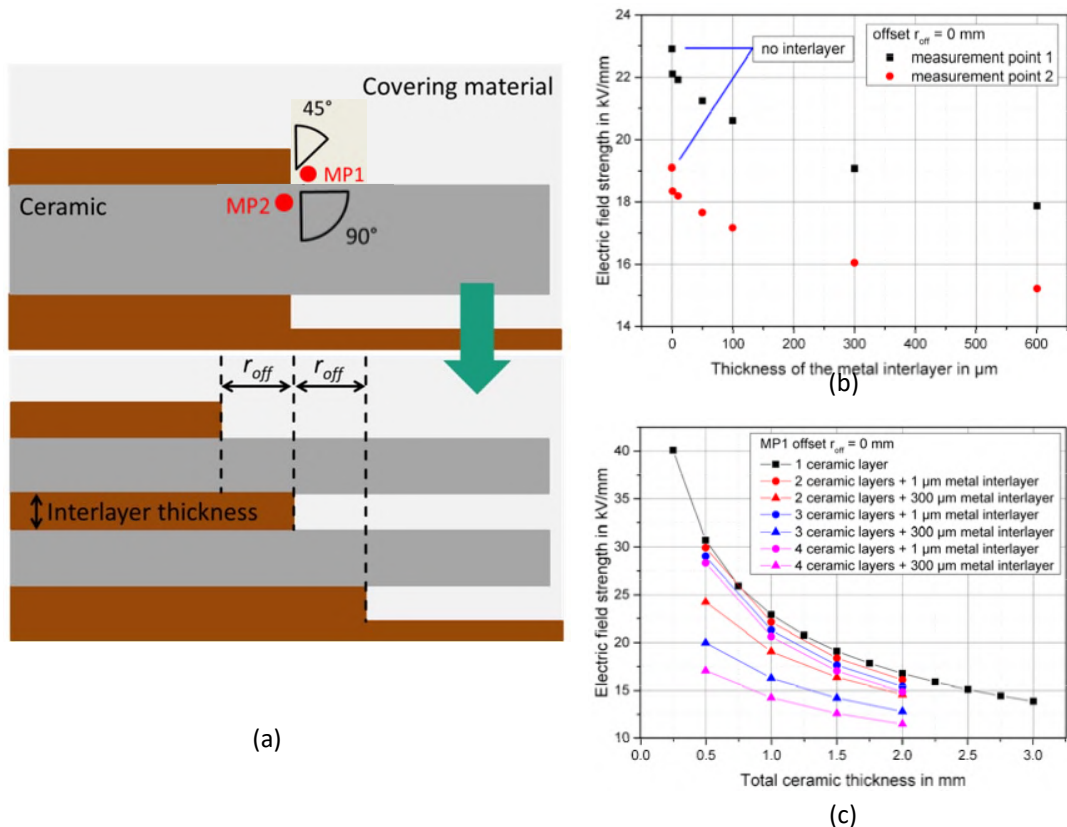 Covering material
45°
MP1
Ceramic
MP2
90°
r_off
r_off
Interlayer thickness
(a)
Electric field strength in kV/mm
24
22
20
18
16
14
no interlayer
offset r_off = 0 mm
measurement point 1
measurement point 2
0 100 200 300 400 500 600
Thickness of the metal interlayer in µm
(b)
Electric field strength in kV/mm
40
35
30
25
20
15
10
MP1 offset r_off = 0 mm
1 ceramic layer
2 ceramic layers + 1 µm metal interlayer
2 ceramic layers + 300 µm metal interlayer
3 ceramic layers + 1 µm metal interlayer
3 ceramic layers + 300 µm metal interlayer
4 ceramic layers + 1 µm metal interlayer
4 ceramic layers + 300 µm metal interlayer
0.0 0.5 1.0 1.5 2.0 2.5 3.0
Total ceramic thickness in mm
(c)